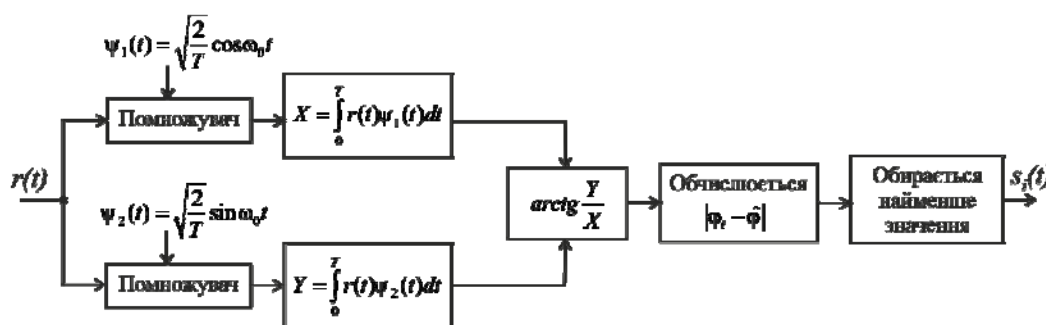 ψ₁(t) = √(2/T) cosω₀t
Помножувач
X = ∫₀ᵀ r(t)ψ₁(t)dt
r(t)
ψ₂(t) = √(2/T) sinω₀t
Помножувач
Y = ∫₀ᵀ r(t)ψ₂(t)dt
arctg Y/X
Обчислюється
|φᵢ − φ̂|
Обирається
найменше
значення
sᵢ(t)